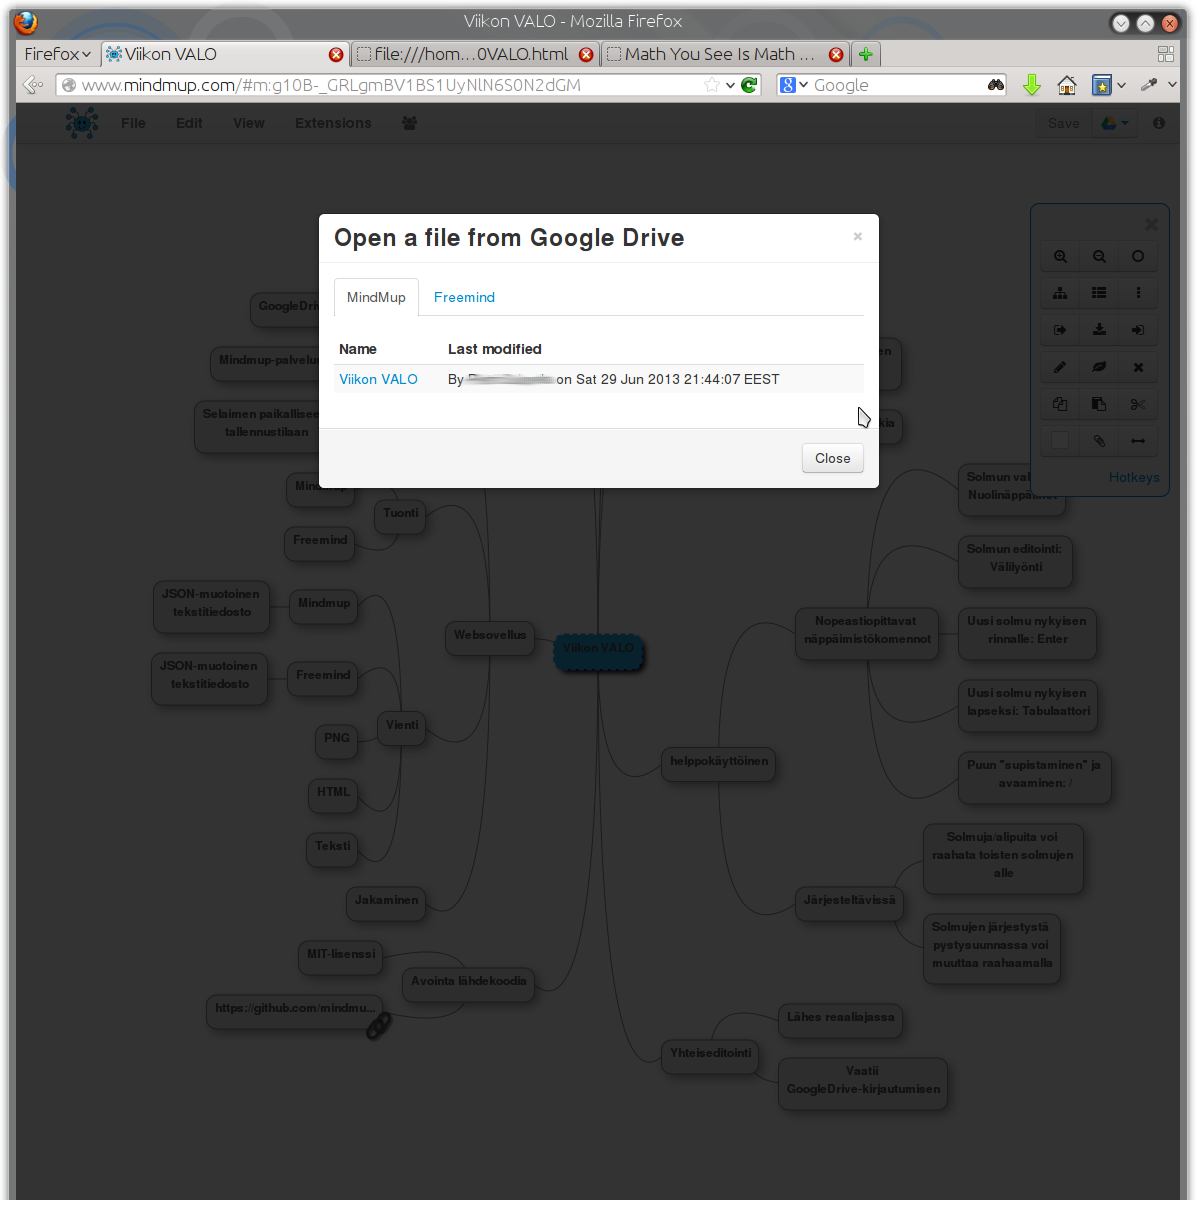 Viikon VALO - Mozilla Firefox
Firefox
Viikon VALO
file:///hom...0VALO.html
Math You See Is Math ...
www.mindmup.com/#m:g10B-_GRLgmBV1BS1UyNlN6S0N2dGM
Google
File Edit View Extensions
Save
Open a file from Google Drive
×
MindMup Freemind
Name Last modified
Viikon VALO By on Sat 29 Jun 2013 21:44:07 EEST
Close
Hotkeys
GoogleDriv
Mindmup-palvelu
Selaimen paikallisee
tallennustilaan
Mindmup
Freemind
Tuonti
JSON-muotoinen
tekstitiedosto
Mindmup
JSON-muotoinen
tekstitiedosto
Freemind
PNG
HTML
Teksti
Vienti
Websovellus
Jakaminen
MIT-lisenssi
https://github.com/mindmu...
Avointa lähdekoodia
Viikon VALO
en
kia
Solmun val
Nuolinäppäimet
Solmun editointi:
Välilyönti
Nopeastiopittavat
näppäimistökomennot
Uusi solmu nykyisen
rinnalle: Enter
Uusi solmu nykyisen
lapseksi: Tabulaattori
Puun "supistaminen" ja
avaaminen: /
helppokäyttöinen
Solmuja/alipuita voi
raahata toisten solmujen
alle
Järjesteltävissä
Solmujen järjestystä
pystysuunnassa voi
muuttaa raahaamalla
Lähes reaaliajassa
Yhteiseditointi
Vaatii
GoogleDrive-kirjautumisen